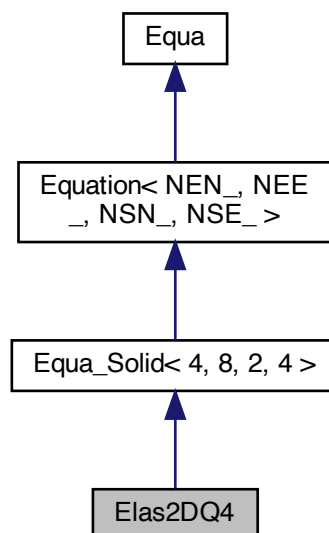 Equa
Equation< NEN_, NEE
_, NSN_, NSE_ >
Equa_Solid< 4, 8, 2, 4 >
Elas2DQ4